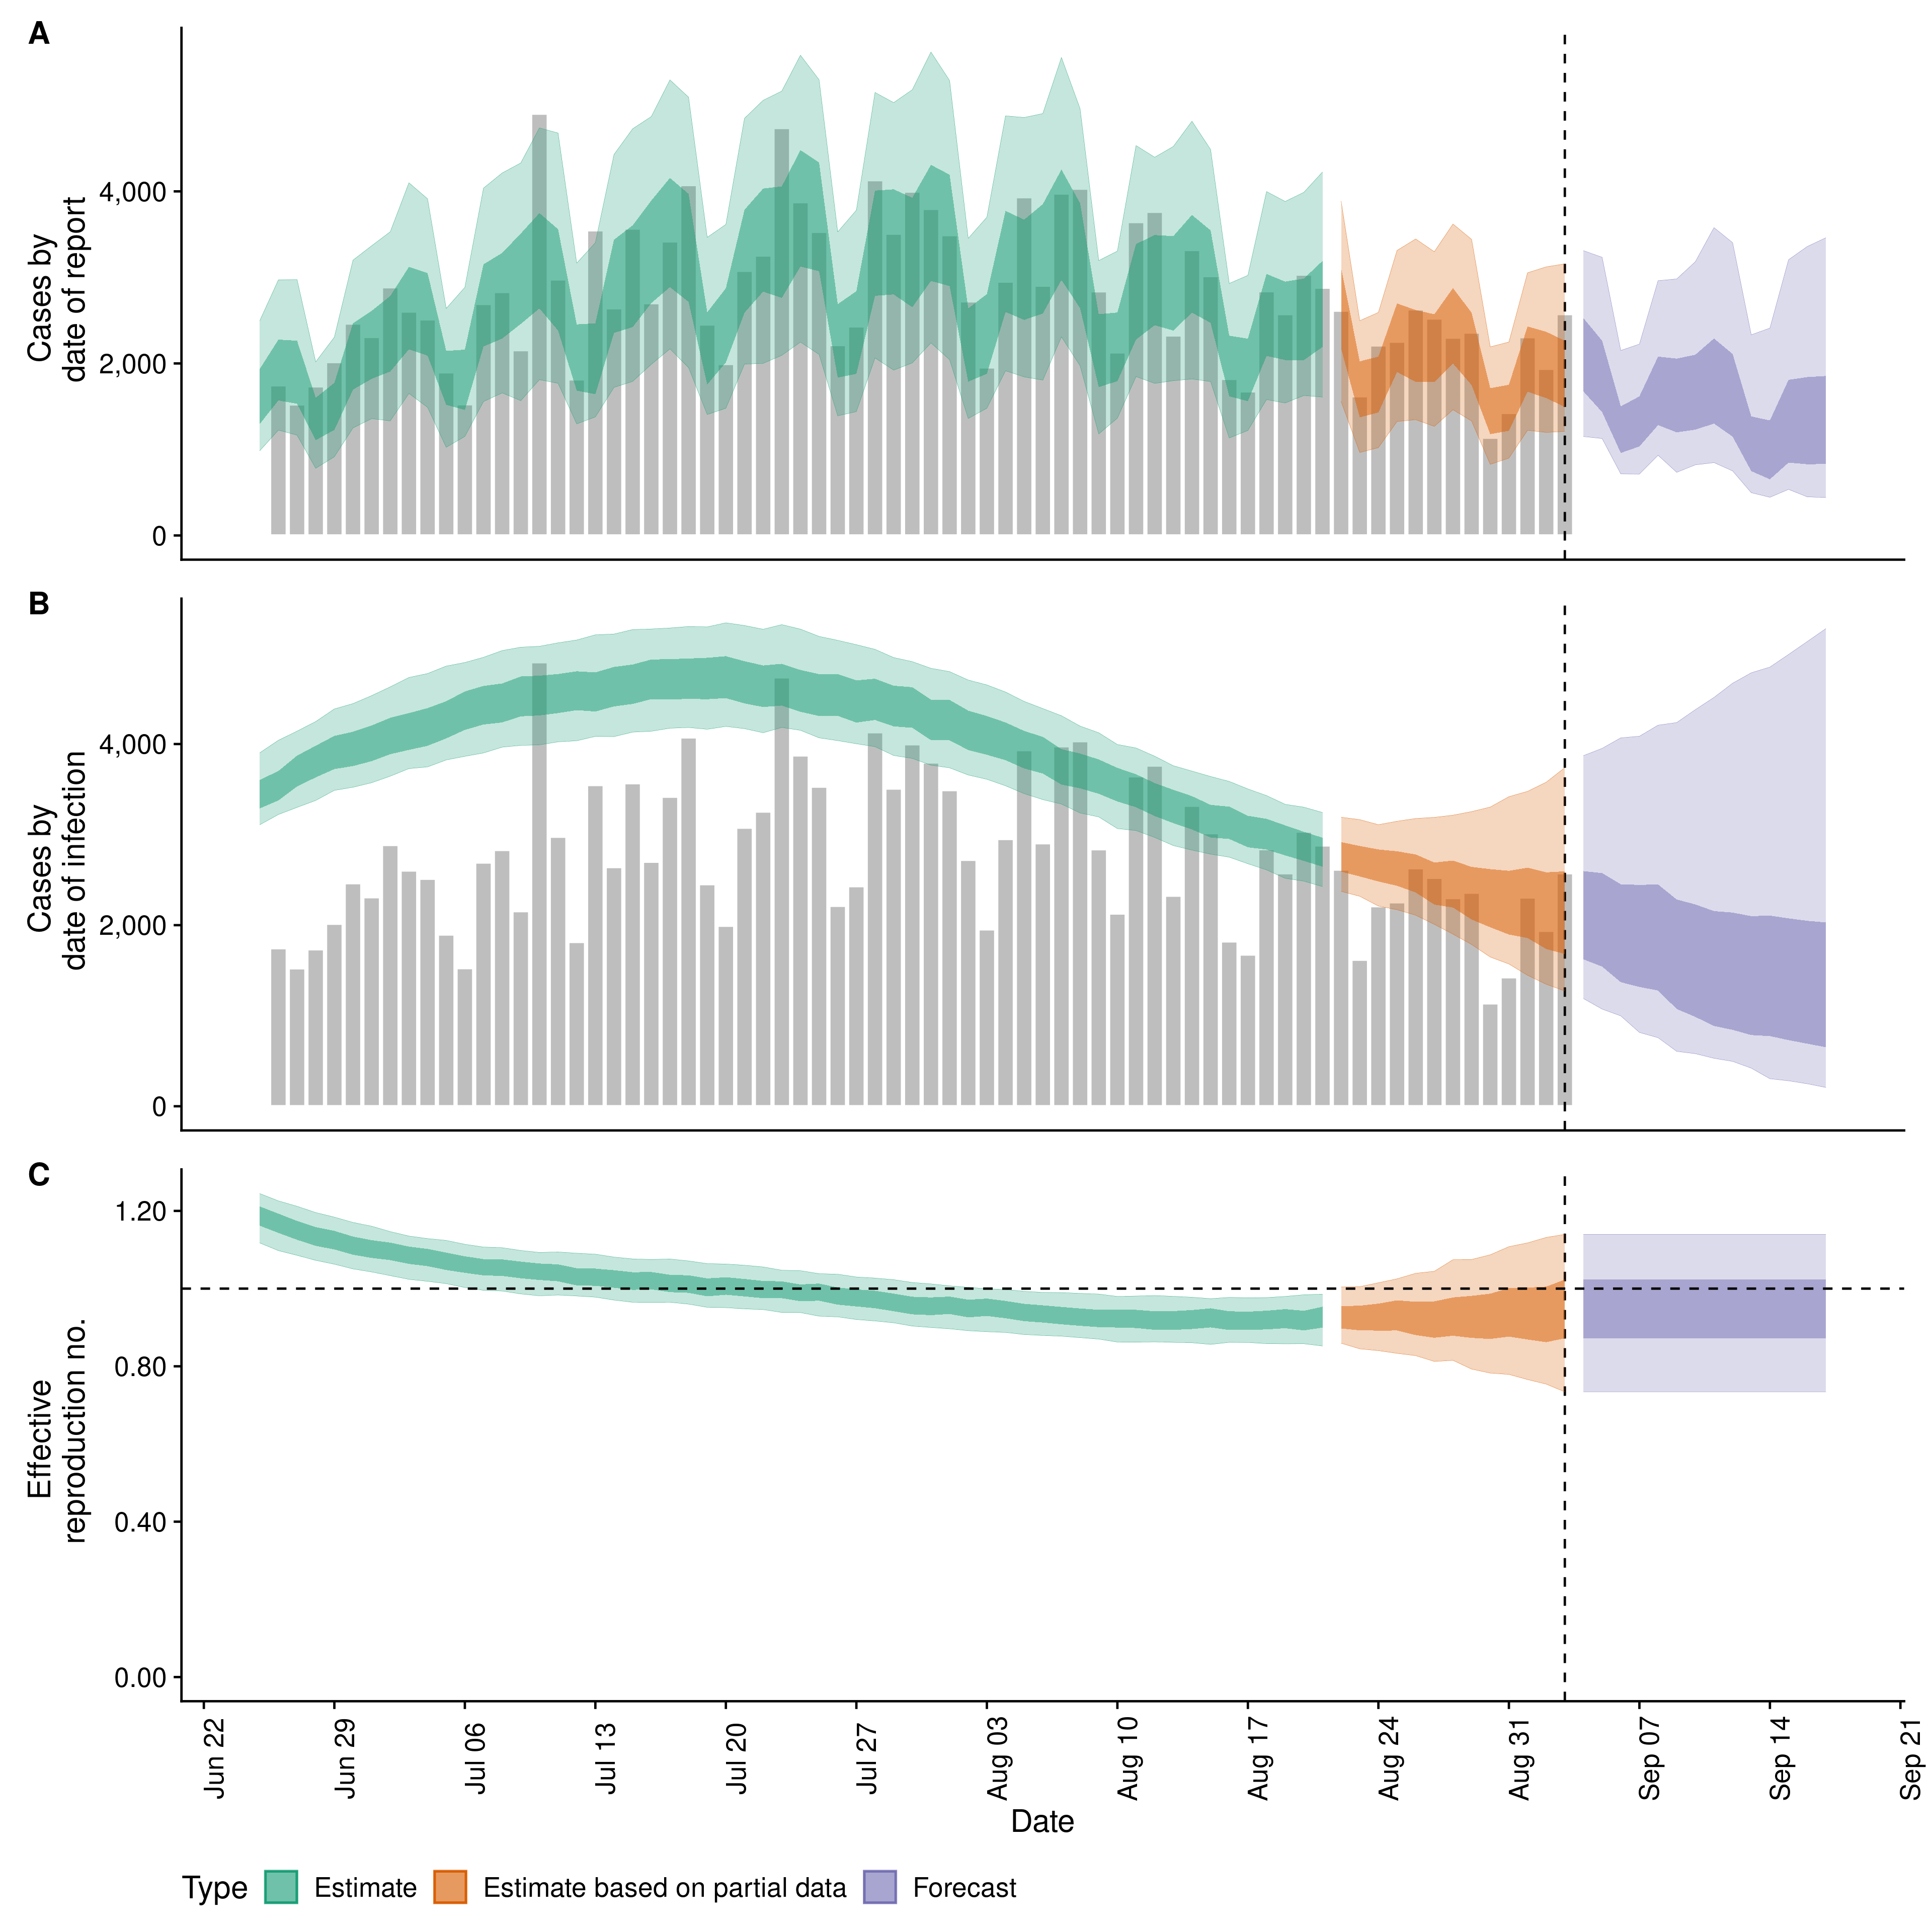 A
Cases by
date of report
4,000
2,000
0
B
Cases by
date of infection
4,000
2,000
0
C
Effective
reproduction no.
1.20
0.80
0.40
0.00
Jun 22
Jun 29
Jul 06
Jul 13
Jul 20
Jul 27
Aug 03
Aug 10
Aug 17
Aug 24
Aug 31
Sep 07
Sep 14
Sep 21
Date
Type Estimate Estimate based on partial data Forecast